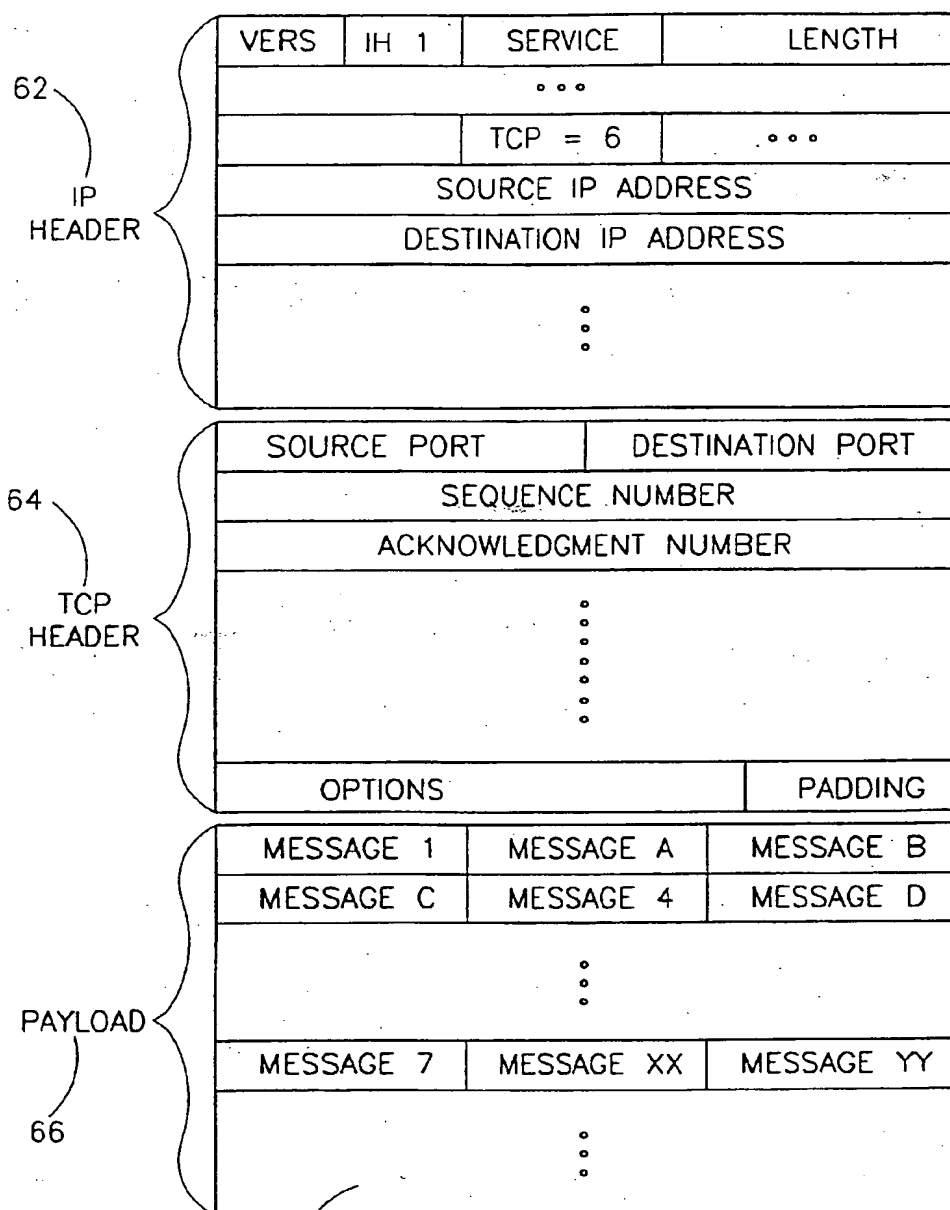 VERS IH 1 SERVICE LENGTH
62
TCP = 6
IP
HEADER
SOURCE IP ADDRESS
DESTINATION IP ADDRESS
SOURCE PORT DESTINATION PORT
64
SEQUENCE NUMBER
ACKNOWLEDGMENT NUMBER
TCP
HEADER
OPTIONS PADDING
MESSAGE 1 MESSAGE A MESSAGE B
MESSAGE C MESSAGE 4 MESSAGE D
PAYLOAD
MESSAGE 7 MESSAGE XX MESSAGE YY
66